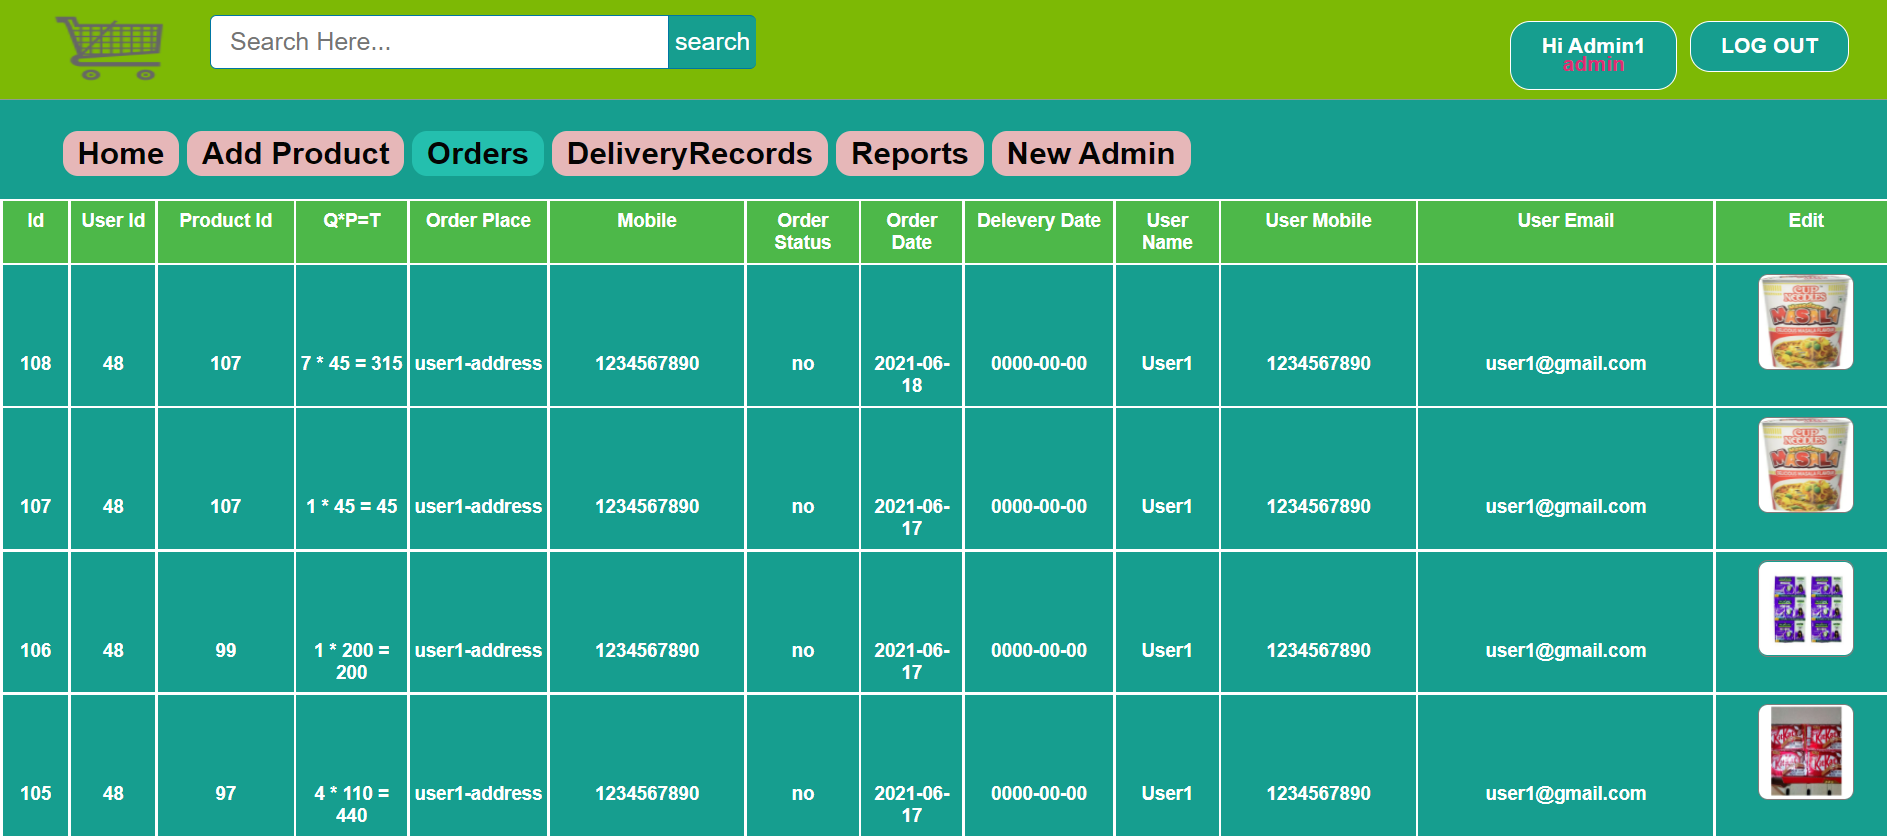 Search Here...
search
Hi Admin1
admin
LOG OUT
Home
Add Product
Orders
DeliveryRecords
Reports
New Admin
Id
User Id
Product Id
Q*P=T
Order Place
Mobile
Order
Status
Order
Date
Delevery Date
User
Name
User Mobile
User Email
Edit
CUP
NOODLES
MASALA
108
48
107
7 * 45 = 315
user1-address
1234567890
no
2021-06-
18
0000-00-00
User1
1234567890
user1@gmail.com
CUP
NOODLES
MASALA
107
48
107
1 * 45 = 45
user1-address
1234567890
no
2021-06-
17
0000-00-00
User1
1234567890
user1@gmail.com
106
48
99
1 * 200 =
200
user1-address
1234567890
no
2021-06-
17
0000-00-00
User1
1234567890
user1@gmail.com
105
48
97
4 * 110 =
440
user1-address
1234567890
no
2021-06-
17
0000-00-00
User1
1234567890
user1@gmail.com